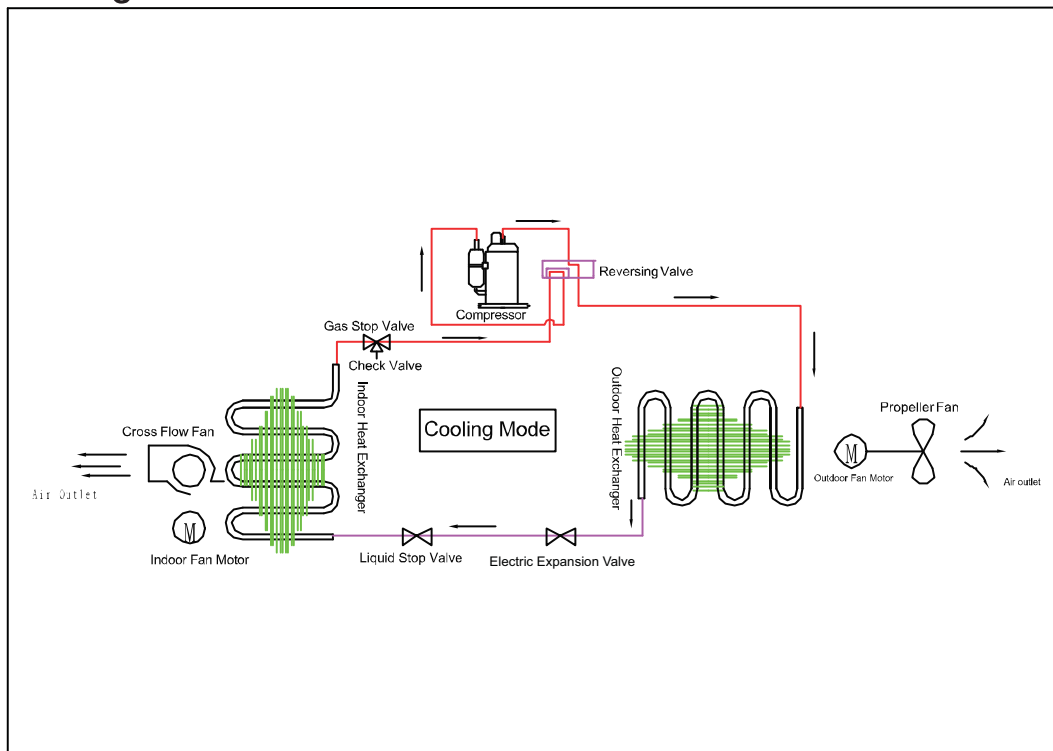 Reversing Valve
Compressor
Gas Stop Valve
Check Valve
Indoor Heat Exchanger
Outdoor Heat Exchanger
Cooling Mode
Cross Flow Fan
Air Outlet
M
Indoor Fan Motor
Liquid Stop Valve
Electric Expansion Valve
Propeller Fan
M
Outdoor Fan Motor
Air outlet